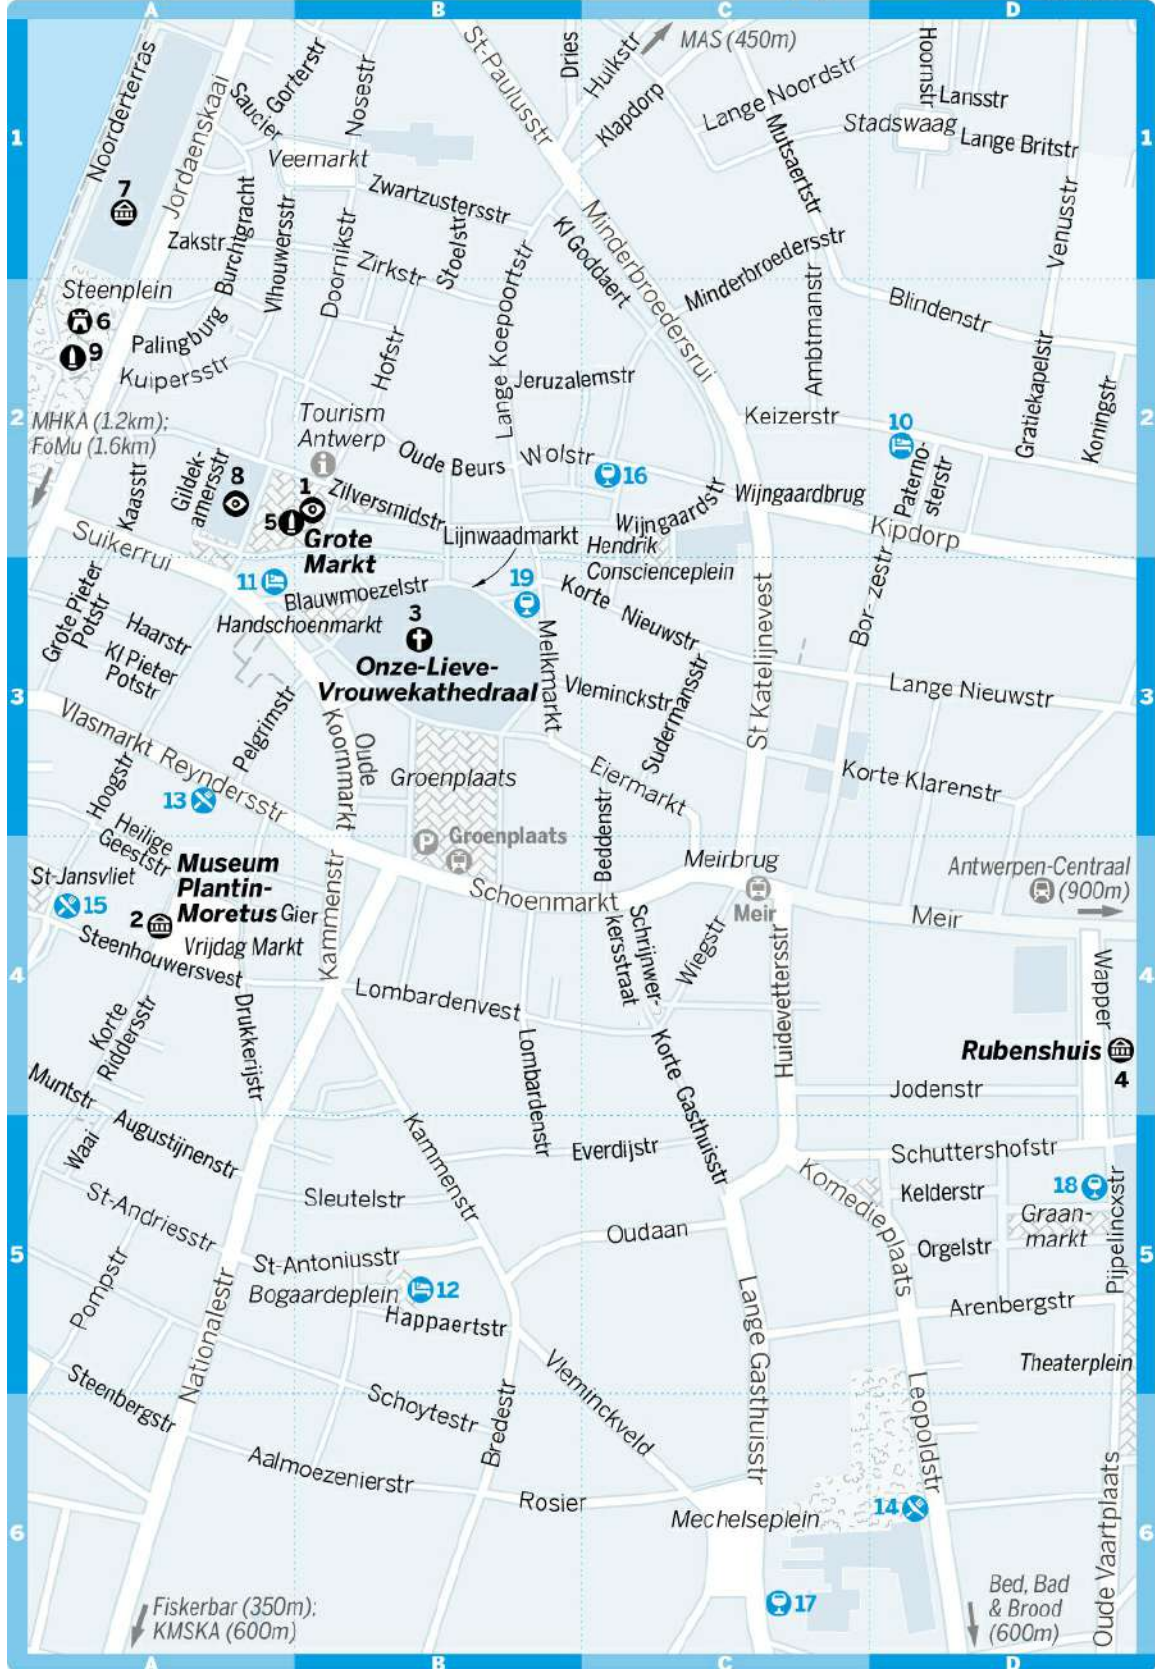 A B C D
1 1
Noorderterras
Jordaenskaai
Saucier
Gorterstr
Nosestr
St-Paulusstr
Dries
Huikstr
MAS (450m)
Klapdorp
Lange Noordstr
Mutsaertstr
Hoornstr
Lansstr
Stadswaag
Lange Britstr
Veemarkt
7
Zwartzustersstr
Zakstr
Burchtgracht
Vlhouwersstr
Doornikstr
Zirkstr
Stoelstr
Kl Goddaert
Minderbroedersrui
Minderbroedersstr
Venusstr
Steenplein
6
9
Palingburg
Kuipersstr
Hofstr
Lange Koepoortstr
Jeruzalemstr
Ambtmanstr
Blindenstr
Gratiekapelstr
Koningstr
2 2
MHKA (1.2km);
FoMu (1.6km)
Tourism
Antwerp
Keizerstr
10
Kaasstr
Gildek-
amersstr
8
1
5
Grote
Markt
Oude Beurs
Wolstr
16
Zilversmidstr
Lijnwaadmarkt
Wijngaardstr
Wijngaardbrug
Paterno-
sterstr
Kipdorp
Hendrik
Conscienceplein
Suikerrui
11
Blauwmoezelstr
19
Korte Nieuwstr
St Katelijnevest
Bor-zestr
Grote Pieter
Potstr
Haarstr
Kl Pieter
Potstr
Handschoenmarkt
3
Onze-Lieve-
Vrouwekathedraal
Melkmarkt
Vleminckstr
Sudermansstr
Lange Nieuwstr
3 3
Vlasmarkt
Reyndersstr
Pelgrimstr
Oude
Koornmarkt
Groenplaats
Eiermarkt
Korte Klarenstr
Hoogstr
13
Heilige
Geeststr
Groenplaats
P
Beddenstr
Meirbrug
Antwerpen-Centraal
(900m)
St-Jansvliet
15
Museum
Plantin-
Moretus
2
Gier
Vrijdag Markt
Kammenstr
Schoenmarkt
Schrijnwer-
kersstraat
Wiegstr
Meir
Meir
Steenhouwersvest
4 4
Lombardenvest
Huidevetterstr
Wapper
Korte
Riddersstr
Drukkerijstr
Lombardenstr
Korte Gasthuisstr
Rubenshuis
4
Muntstr
Jodenstr
Waai
Augustijnenstr
Kammenstr
Everdijstr
Schuttershofstr
Komedieplaats
Kelderstr
18
Graan-
markt
Pijpelincxstr
St-Andriesstr
Sleutelstr
Oudaan
Orgelstr
5 5
St-Antoniusstr
Bogaardeplein
12
Happaertstr
Arenbergstr
Pompstr
Nationalestr
Lange Gasthuisstr
Theaterplein
Steenbergstr
Schoytestr
Bredestr
Vleminckveld
Leopoldstr
Aalmoezenierstr
Rosier
Mechelseplein
14
Oude Vaartplaats
6 6
Fiskerbar (350m);
KMSKA (600m)
17
Bed, Bad
& Brood
(600m)
A B C D